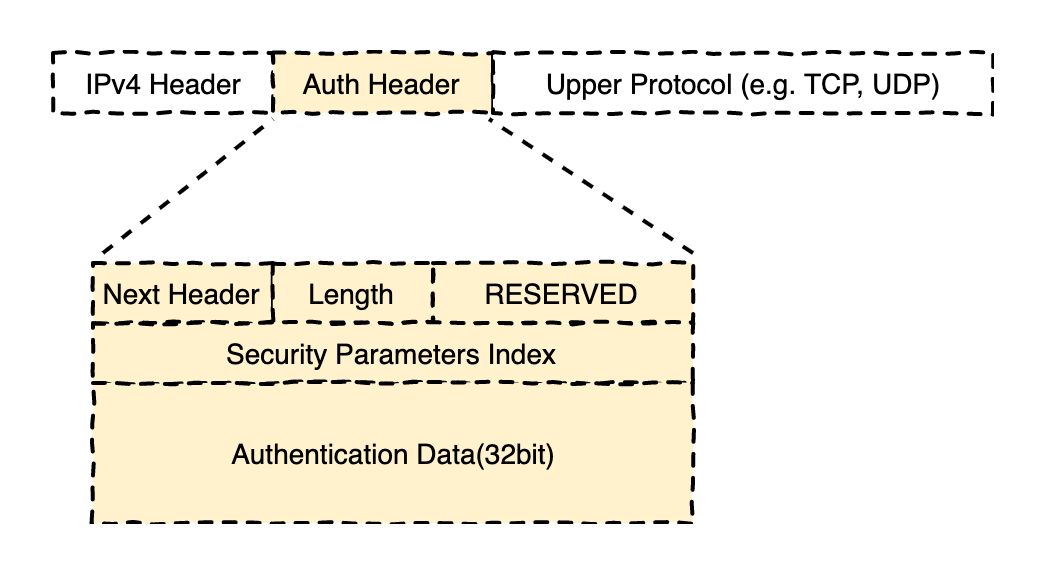 IPv4 Header
Auth Header
Upper Protocol (e.g. TCP, UDP)
Next Header
Length
RESERVED
Security Parameters Index
Authentication Data(32bit)